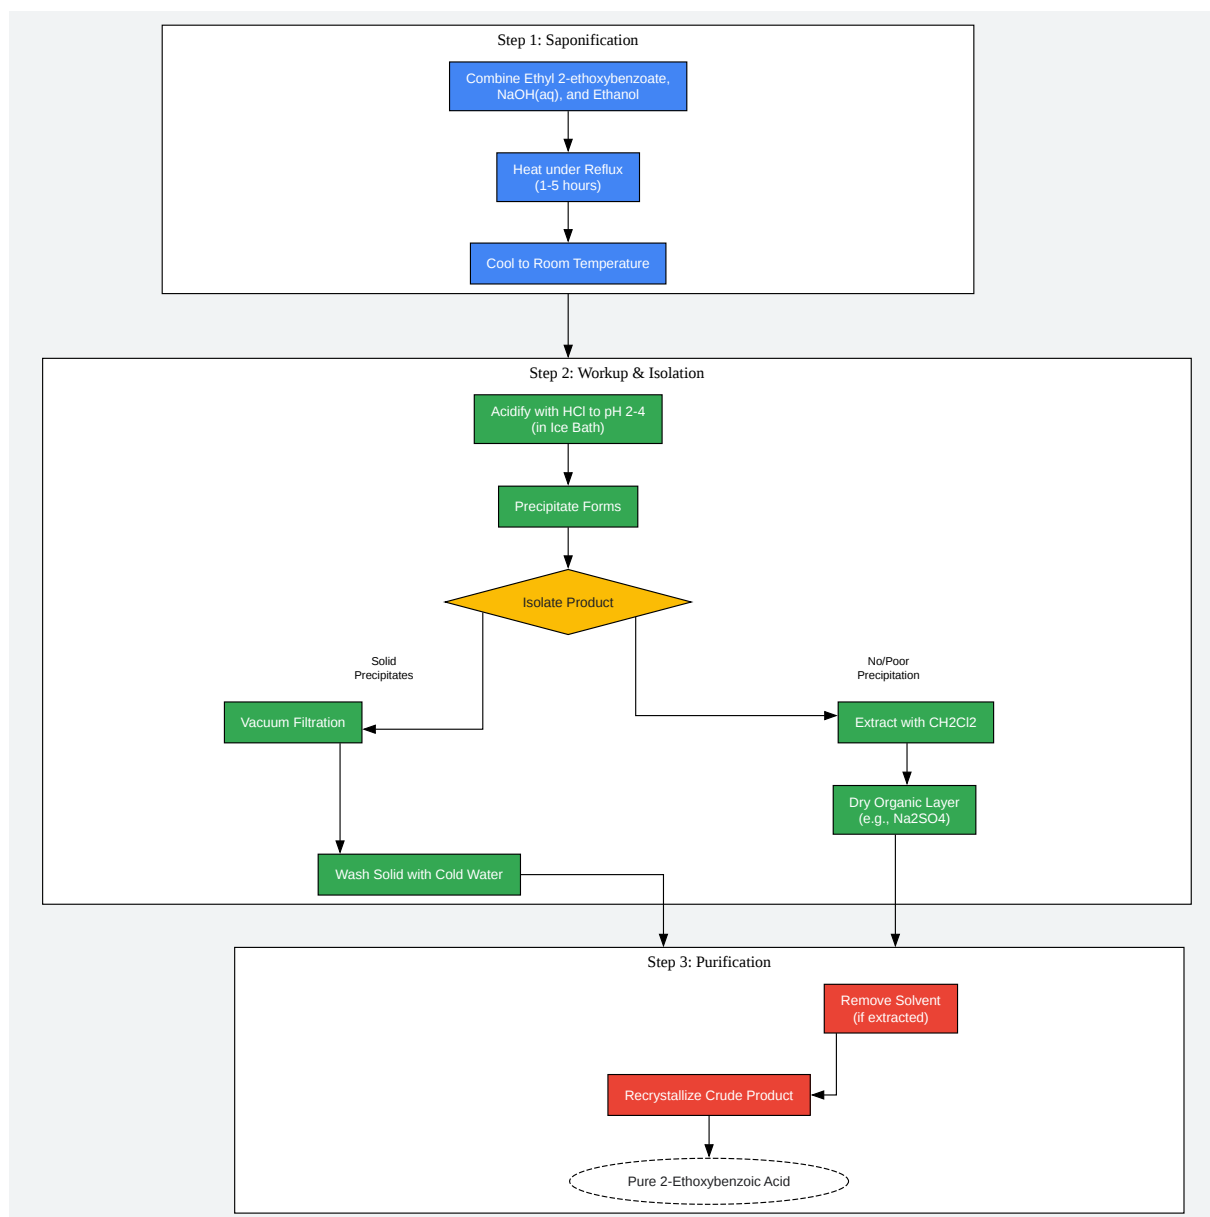 Step 1: Saponification
Combine Ethyl 2-ethoxybenzoate,
NaOH(aq), and Ethanol
Heat under Reflux
(1-5 hours)
Cool to Room Temperature
Step 2: Workup & Isolation
Acidify with HCl to pH 2-4
(in Ice Bath)
Precipitate Forms
Isolate Product
Solid
Precipitates
No/Poor
Precipitation
Vacuum Filtration
Extract with CH2Cl2
Dry Organic Layer
(e.g., Na2SO4)
Wash Solid with Cold Water
Step 3: Purification
Remove Solvent
(if extracted)
Recrystallize Crude Product
Pure 2-Ethoxybenzoic Acid